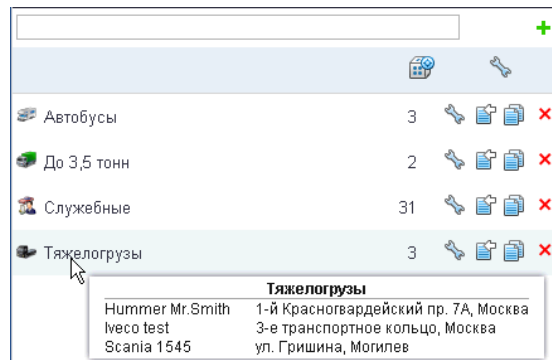 Автобусы 3
До 3,5 тонн 2
Служебные 31
Тяжелогрузы 3
Тяжелогрузы
Hummer Mr.Smith 1-й Красногвардейский пр. 7А, Москва
Iveco test 3-е транспортное кольцо, Москва
Scania 1545 ул. Гришина, Могилев